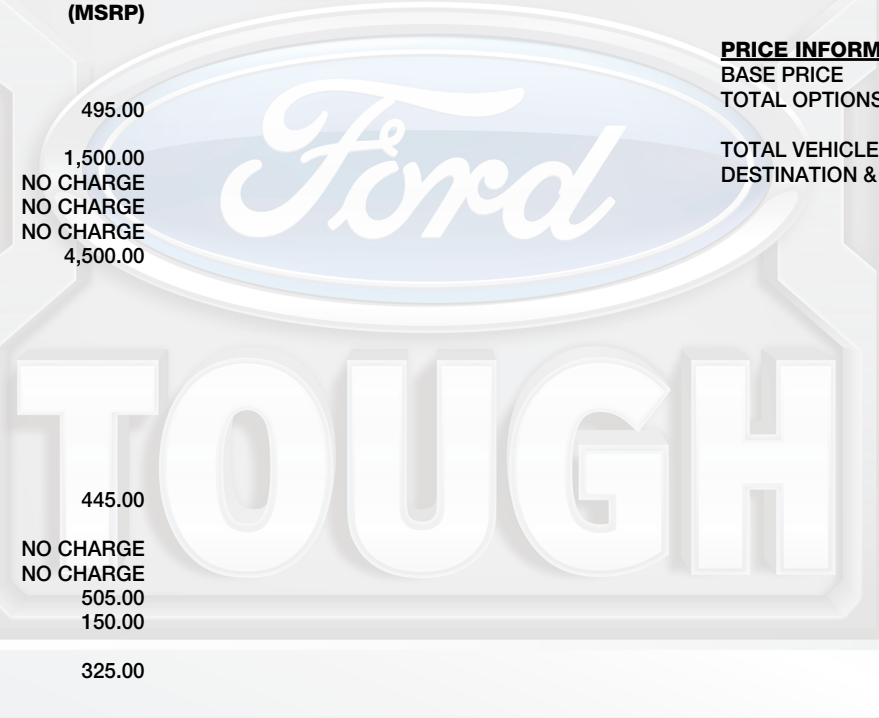 (MSRP)
495.00
1,500.00
NO CHARGE
NO CHARGE
NO CHARGE
4,500.00
445.00
NO CHARGE
NO CHARGE
505.00
150.00
325.00
PRICE INFORM
BASE PRICE
TOTAL OPTIONS
TOTAL VEHICLE
DESTINATION &
Ford
TOUGH